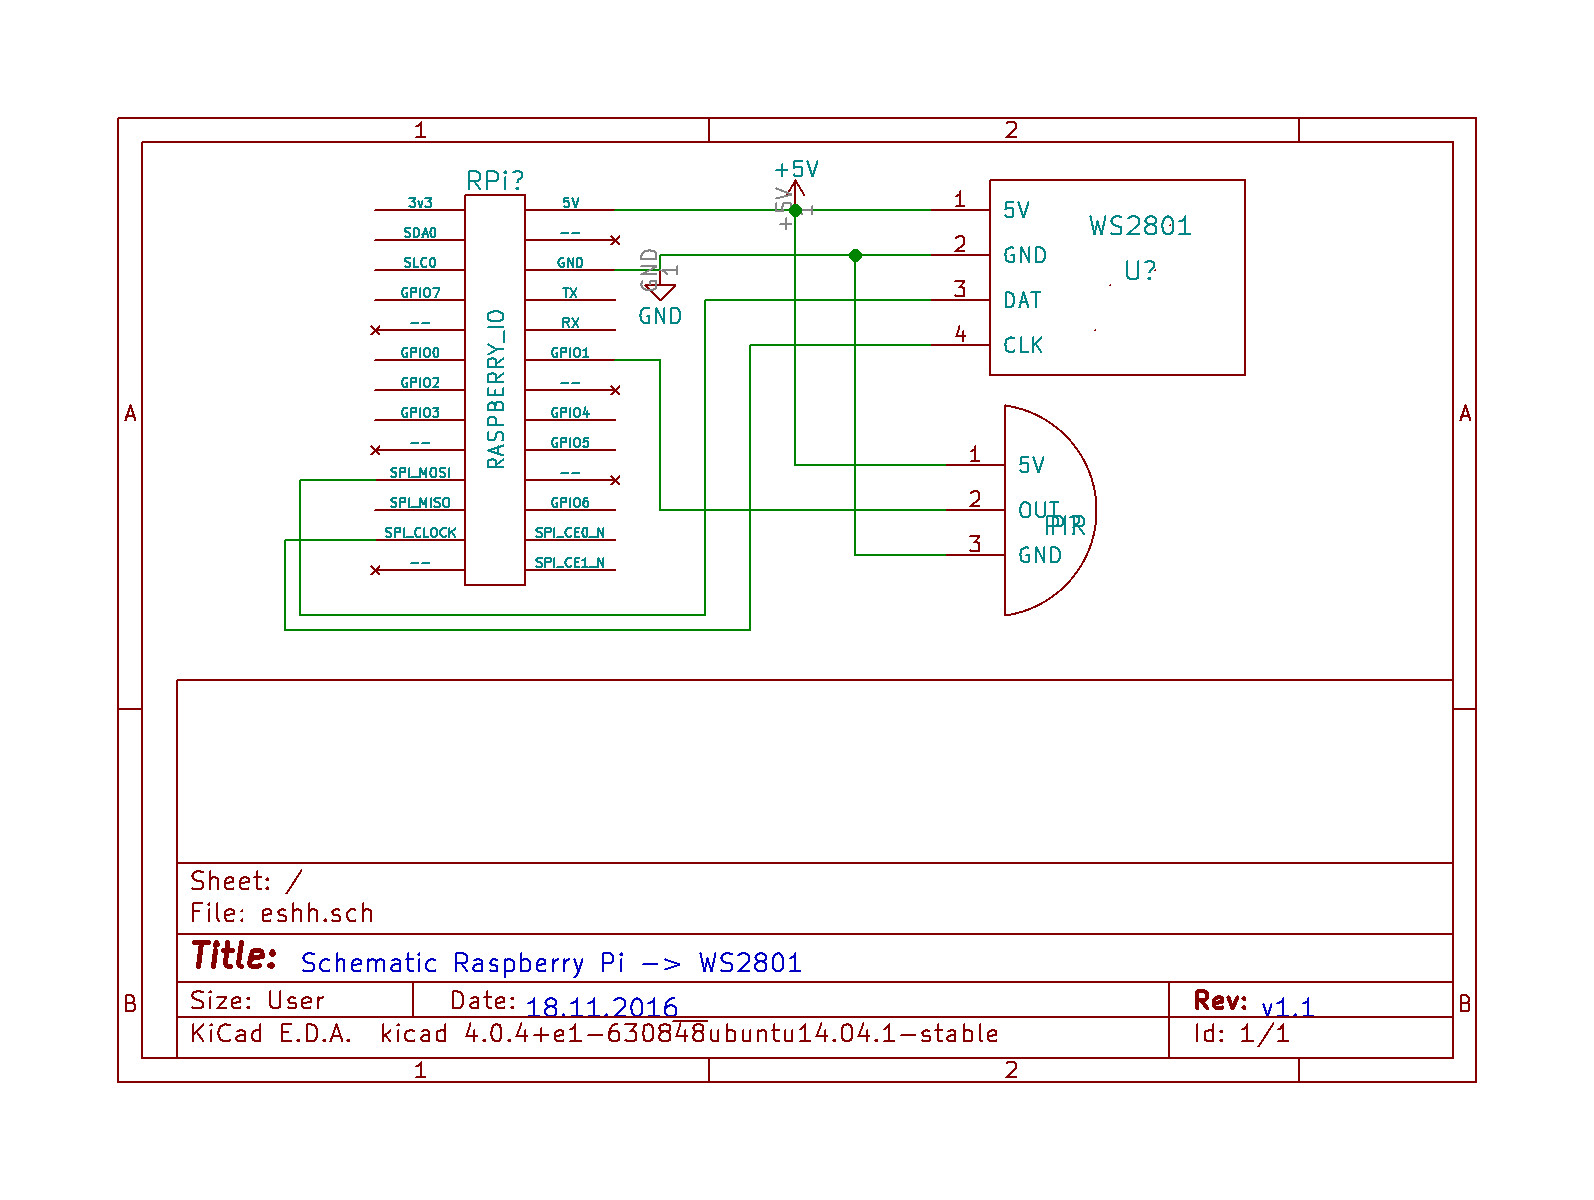 1 2
RPi?
3v3
SDA0
SLC0
GPIO7
--
GPIO0
GPIO2
GPIO3
--
SPI_MOSI
SPI_MISO
SPI_CLOCK
--
RASPBERRY_IO
5V
--
GND
TX
RX
GPIO1
--
GPIO4
GPIO5
--
GPIO6
SPI_CE0_N
SPI_CE1_N
+5V
+5V
1
GND
1
GND
1 5V
2 GND
3 DAT
4 CLK
WS2801
U?
1 5V
2 OUT
3 GND
PIR
A A
B B
Sheet: /
File: eshh.sch
Title: Schematic Raspberry Pi -> WS2801
Size: User Date: 18.11.2016 Rev: v1.1
KiCad E.D.A. kicad 4.0.4+e1-630848ubuntu14.04.1-stable Id: 1/1
1 2